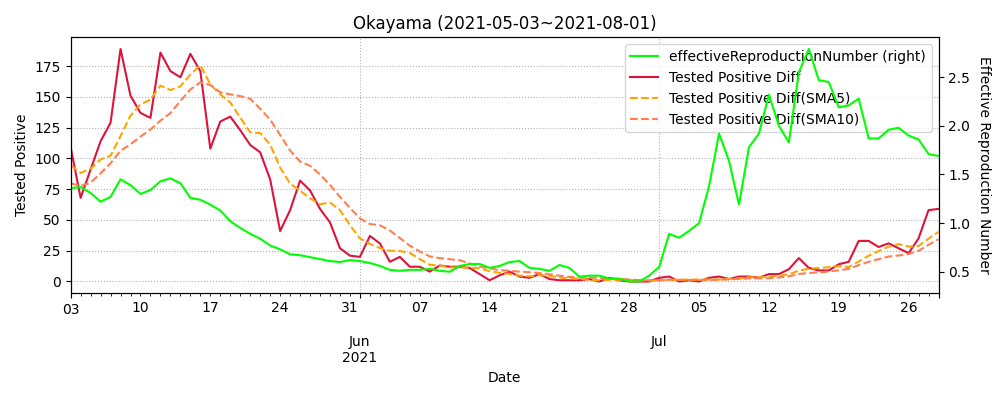 Okayama (2021-05-03~2021-08-01)
effectiveReproductionNumber (right)
Tested Positive Diff
Tested Positive Diff(SMA5)
Tested Positive Diff(SMA10)
Tested Positive
175
150
125
100
75
50
25
0
Effective Reproduction Number
2.5
2.0
1.5
1.0
0.5
03 10 17 24 31 07 14 21 28 05 12 19 26
Jun Jul
2021
Date